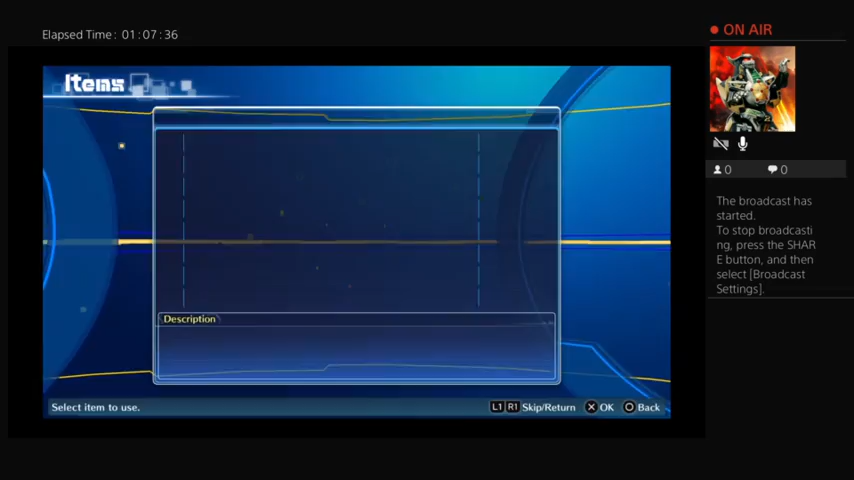 Elapsed Time: 01:07:36
ON AIR
Items
0
0
The broadcast has
started.
To stop broadcasti
ng, press the SHAR
E button, and then
select [Broadcast
Settings].
Description
Select item to use.
L1 R1 Skip/Return OK Back